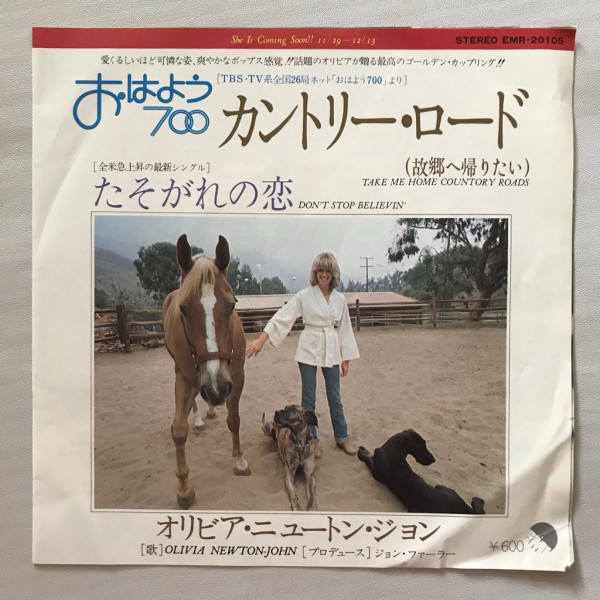 She Is Coming Soon!! 11/29-12/13
STEREO EMR-20105
愛くるしいほど可憐な姿、爽やかなポップス感覚!!話題のオリビアが贈る最高のゴールデン・カップリング!!
[TBS・TV系全国26局ネット「おはよう700」より]
おはよう
700
カントリー・ロード
(故郷へ帰りたい)
TAKE ME HOME COUNTORY ROADS
[全米急上昇の最新シングル]
たそがれの恋 DON'T STOP BELIEVIN'
オリビア・ニュートン・ジョン
[歌] OLIVIA NEWTON-JOHN [プロデュース] ジョン・ファーラー
¥600